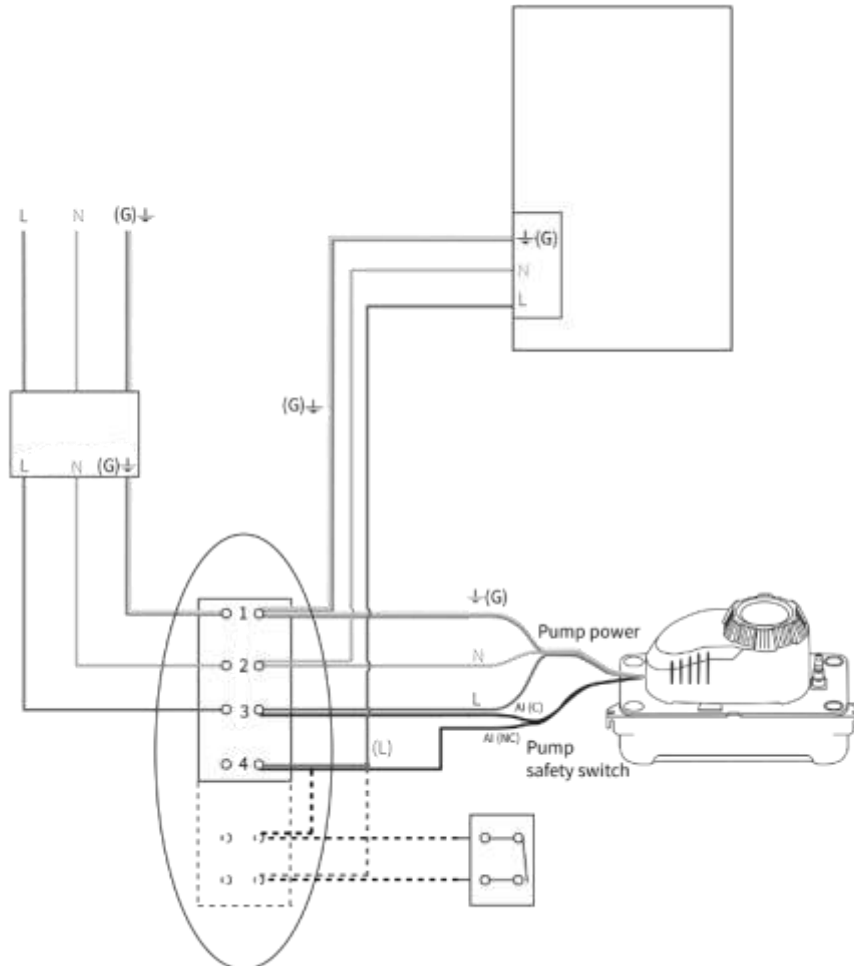 L N (G)⏚
⏚(G)
N
L
(G)⏚
L N (G)⏚
1
⏚(G)
Pump power
2
N
3
L
AI (C)
AI (NC)
Pump
safety switch
(L)
4